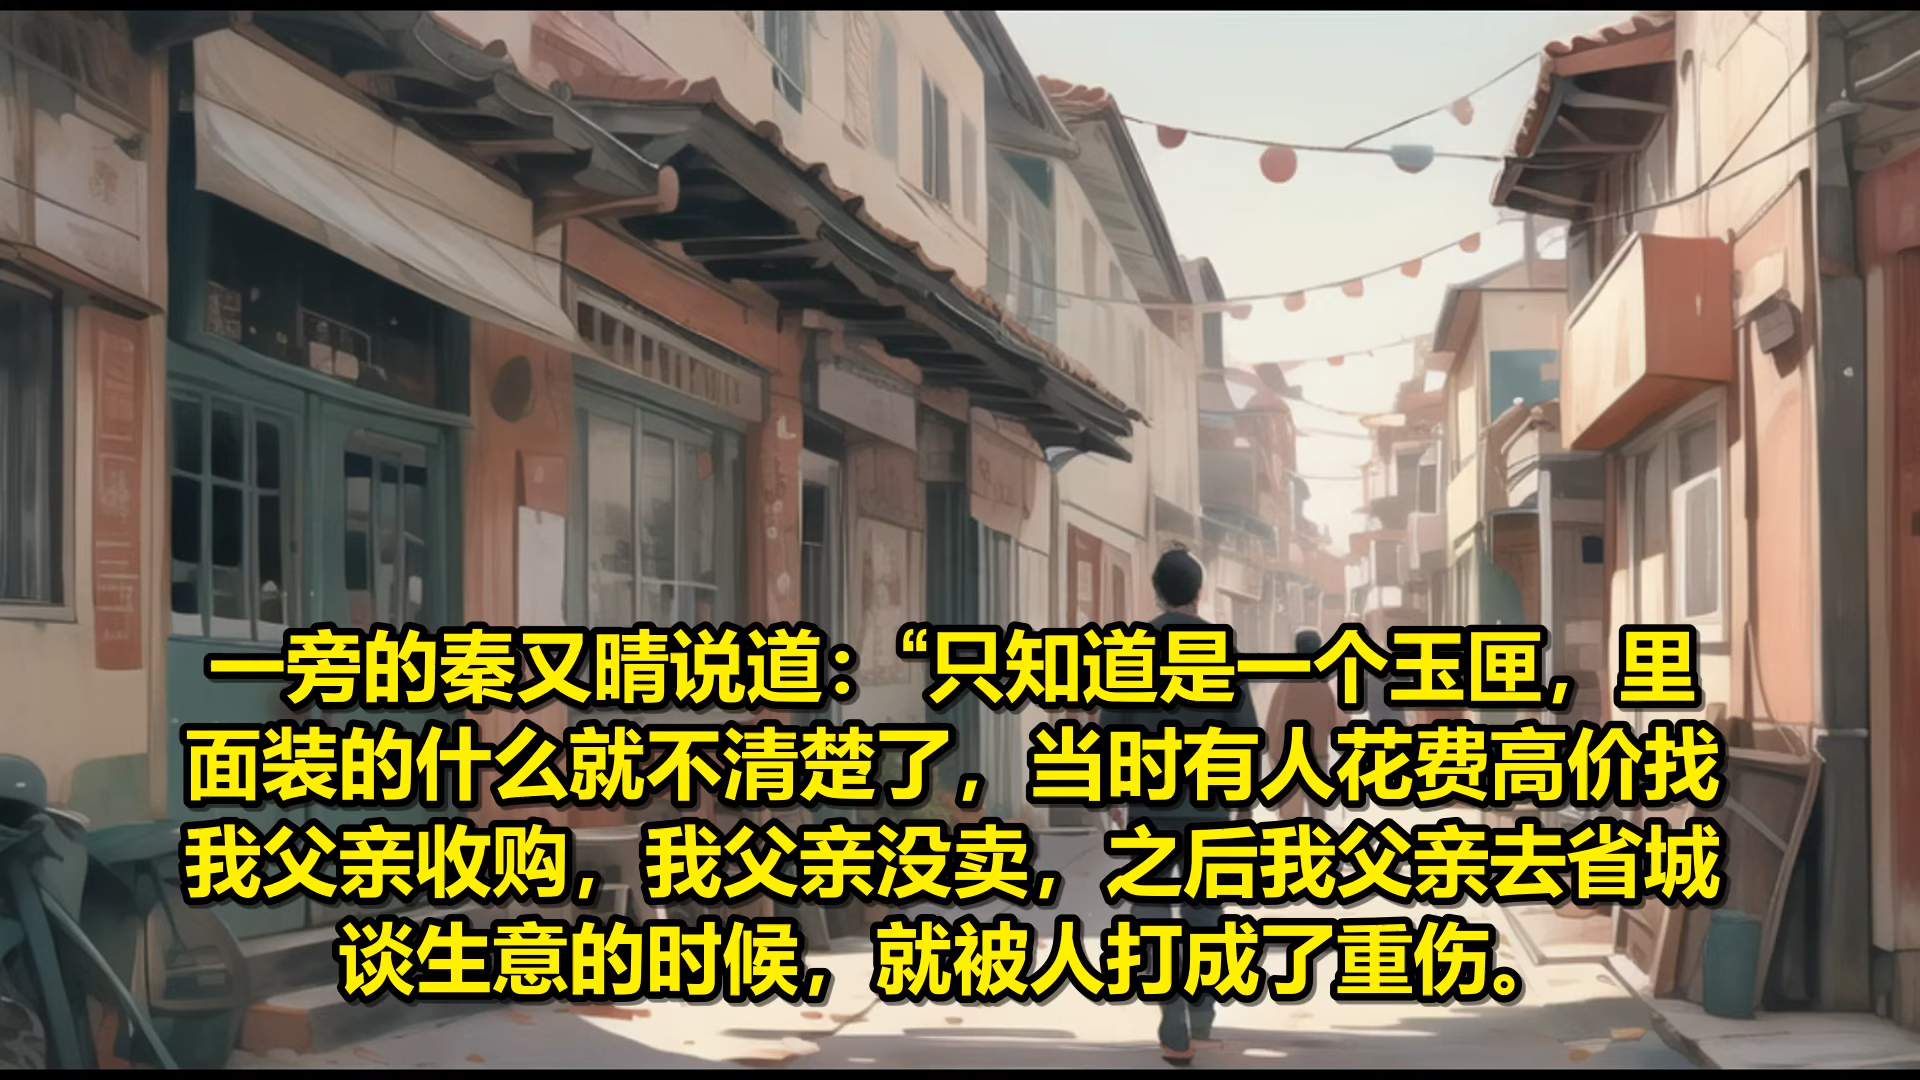 一旁的秦又晴说道：“只知道是一个玉匣，里
面装的什么就不清楚了，当时有人花费高价找
我父亲收购，我父亲没卖，之后我父亲去省城
谈生意的时候，就被人打成了重伤。